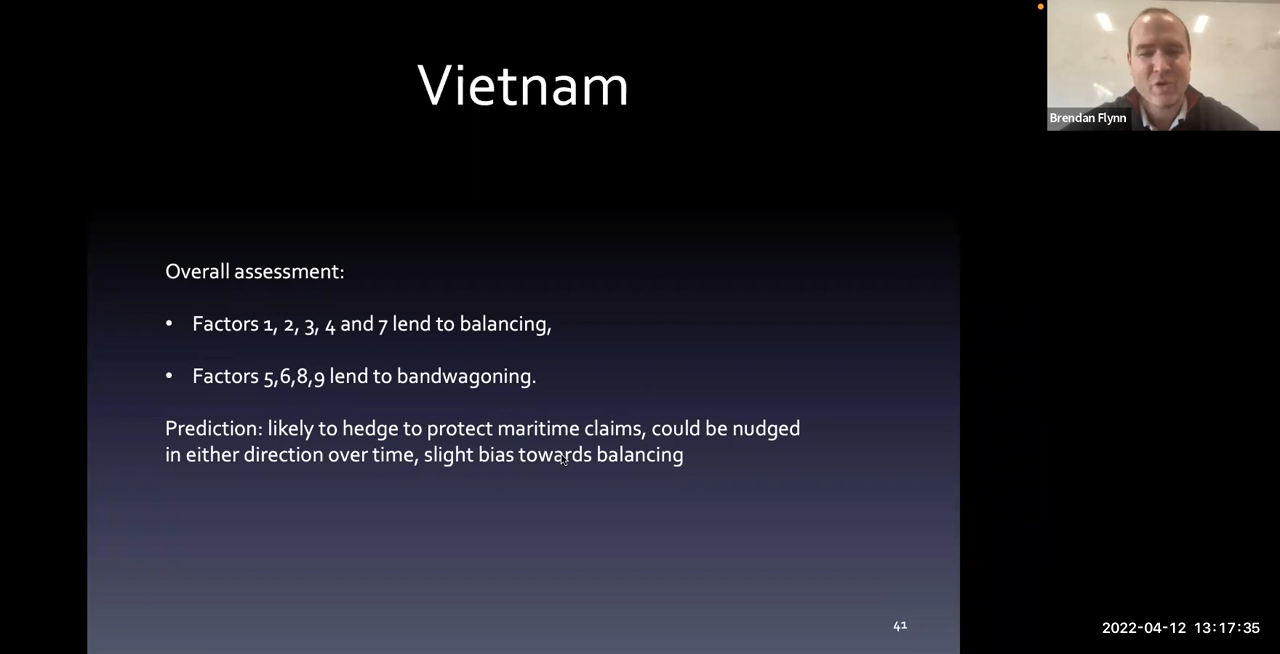 Vietnam
Brendan Flynn
Overall assessment:
• Factors 1, 2, 3, 4 and 7 lend to balancing,
• Factors 5,6,8,9 lend to bandwagoning.
Prediction: likely to hedge to protect maritime claims, could be nudged
in either direction over time, slight bias towards balancing
41
2022-04-12 13:17:35